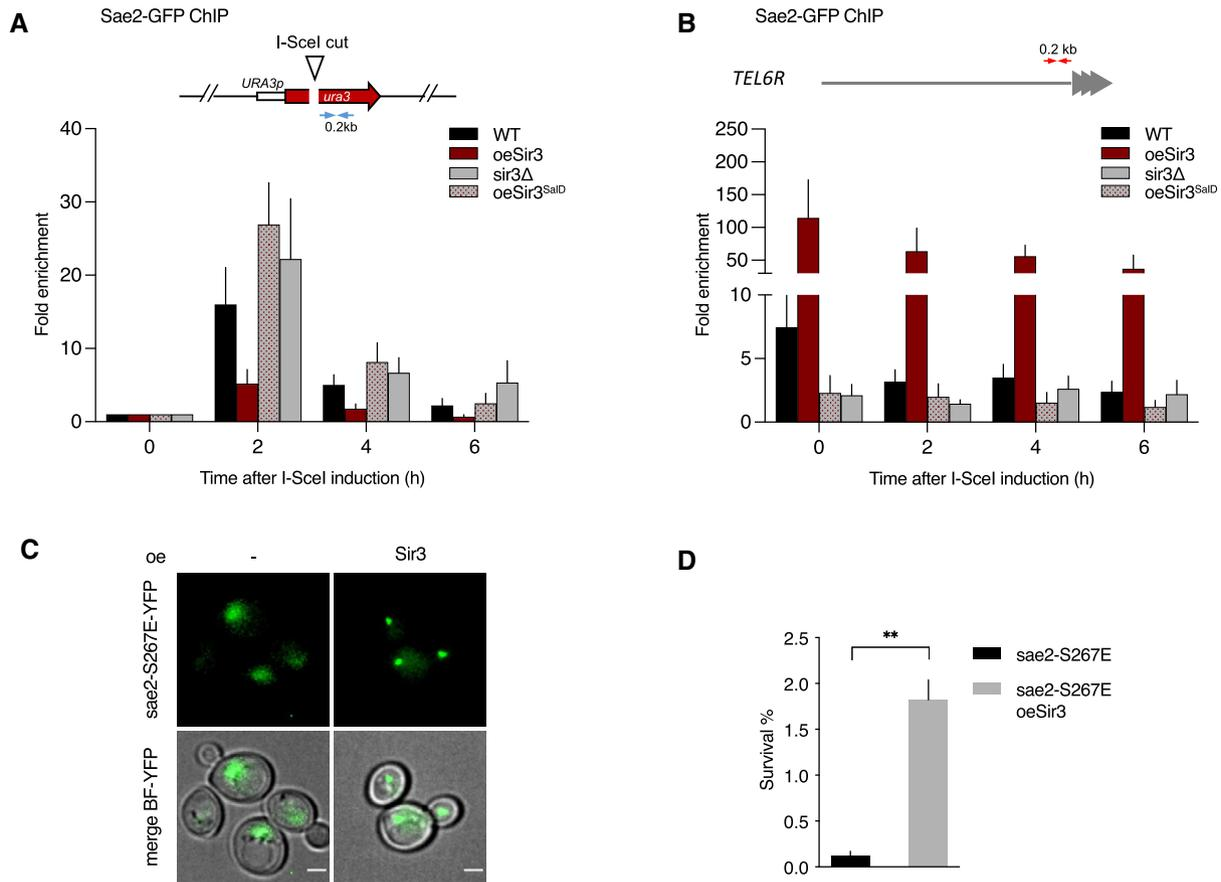 A
Sae2-GFP ChIP
I-SceI cut
URA3p
ura3
0.2kb
WT
oeSir3
sir3Δ
oeSir3SalD
Fold enrichment
40
30
20
10
0
0 2 4 6
Time after I-SceI induction (h)
B
Sae2-GFP ChIP
0.2 kb
TEL6R
WT
oeSir3
sir3Δ
oeSir3SalD
Fold enrichment
250
200
150
100
50
10
5
0
0 2 4 6
Time after I-SceI induction (h)
C
oe - Sir3
sae2-S267E-YFP
merge BF-YFP
D
**
sae2-S267E
sae2-S267E
oeSir3
Survival %
2.5
2.0
1.5
1.0
0.5
0.0